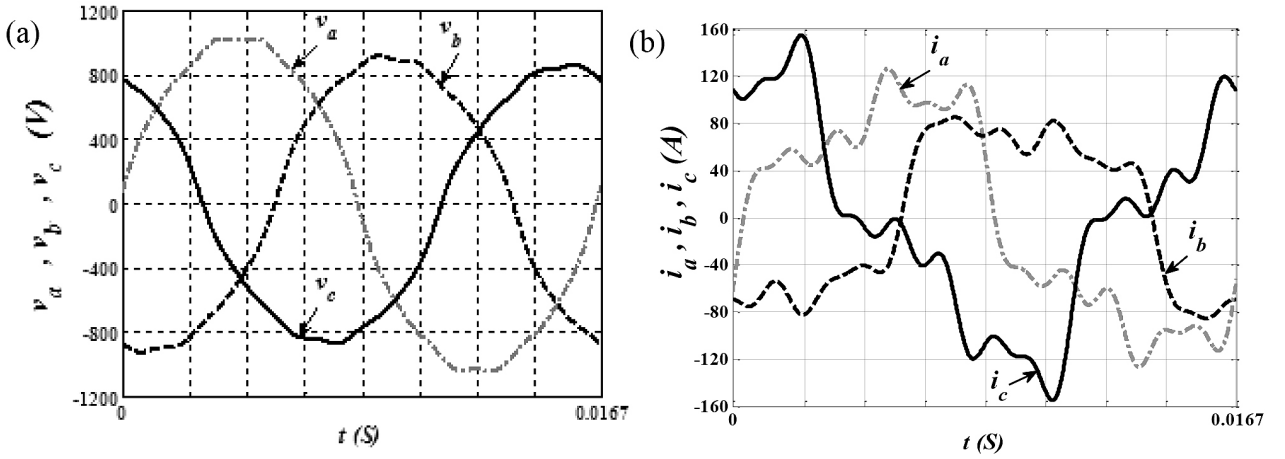 (a)
v_a , v_b , v_c (V)
1200
800
400
0
-400
-800
-1200
v_a
v_b
v_c
0
0.0167
t (S)
(b)
i_a , i_b , i_c (A)
160
120
80
40
0
-40
-80
-120
-160
i_a
i_b
i_c
0
0.0167
t (S)